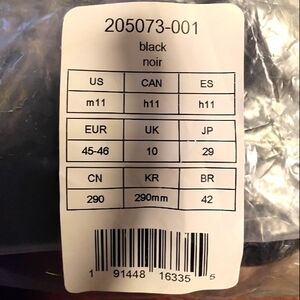 205073-001
black
noir
US CAN ES
m11 h11 h11
EUR UK JP
45-46 10 29
CN KR BR
290 290mm 42
1 91448 16335 5